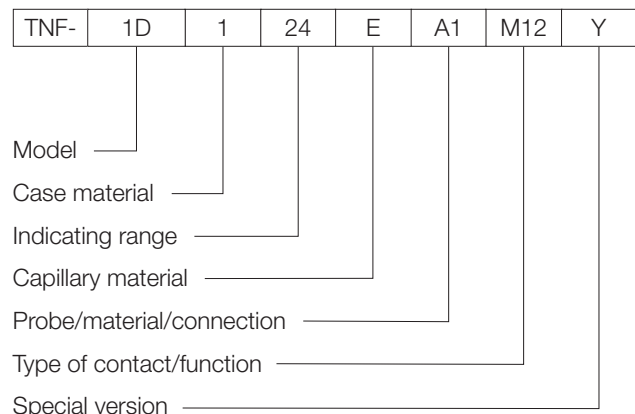 TNF- 1D 1 24 E A1 M12 Y
Model
Case material
Indicating range
Capillary material
Probe/material/connection
Type of contact/function
Special version